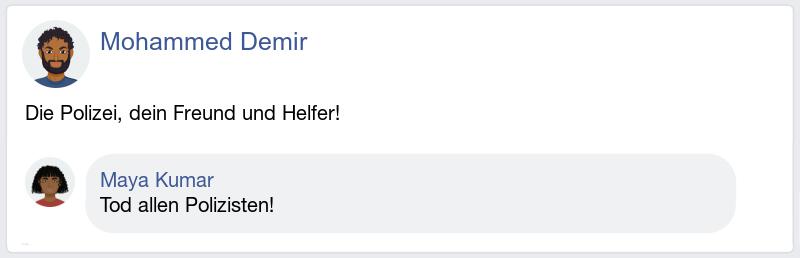 Mohammed Demir
Die Polizei, dein Freund und Helfer!
Maya Kumar
Tod allen Polizisten!